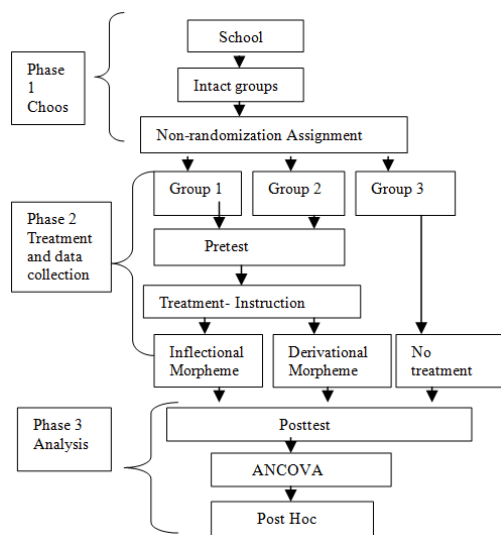 School
Phase
1
Choos
Intact groups
Non-randomization Assignment
Group 1
Group 2
Group 3
Phase 2
Treatment
and data
collection
Pretest
Treatment- Instruction
Inflectional
Morpheme
Derivational
Morpheme
No
treatment
Phase 3
Analysis
Posttest
ANCOVA
Post Hoc